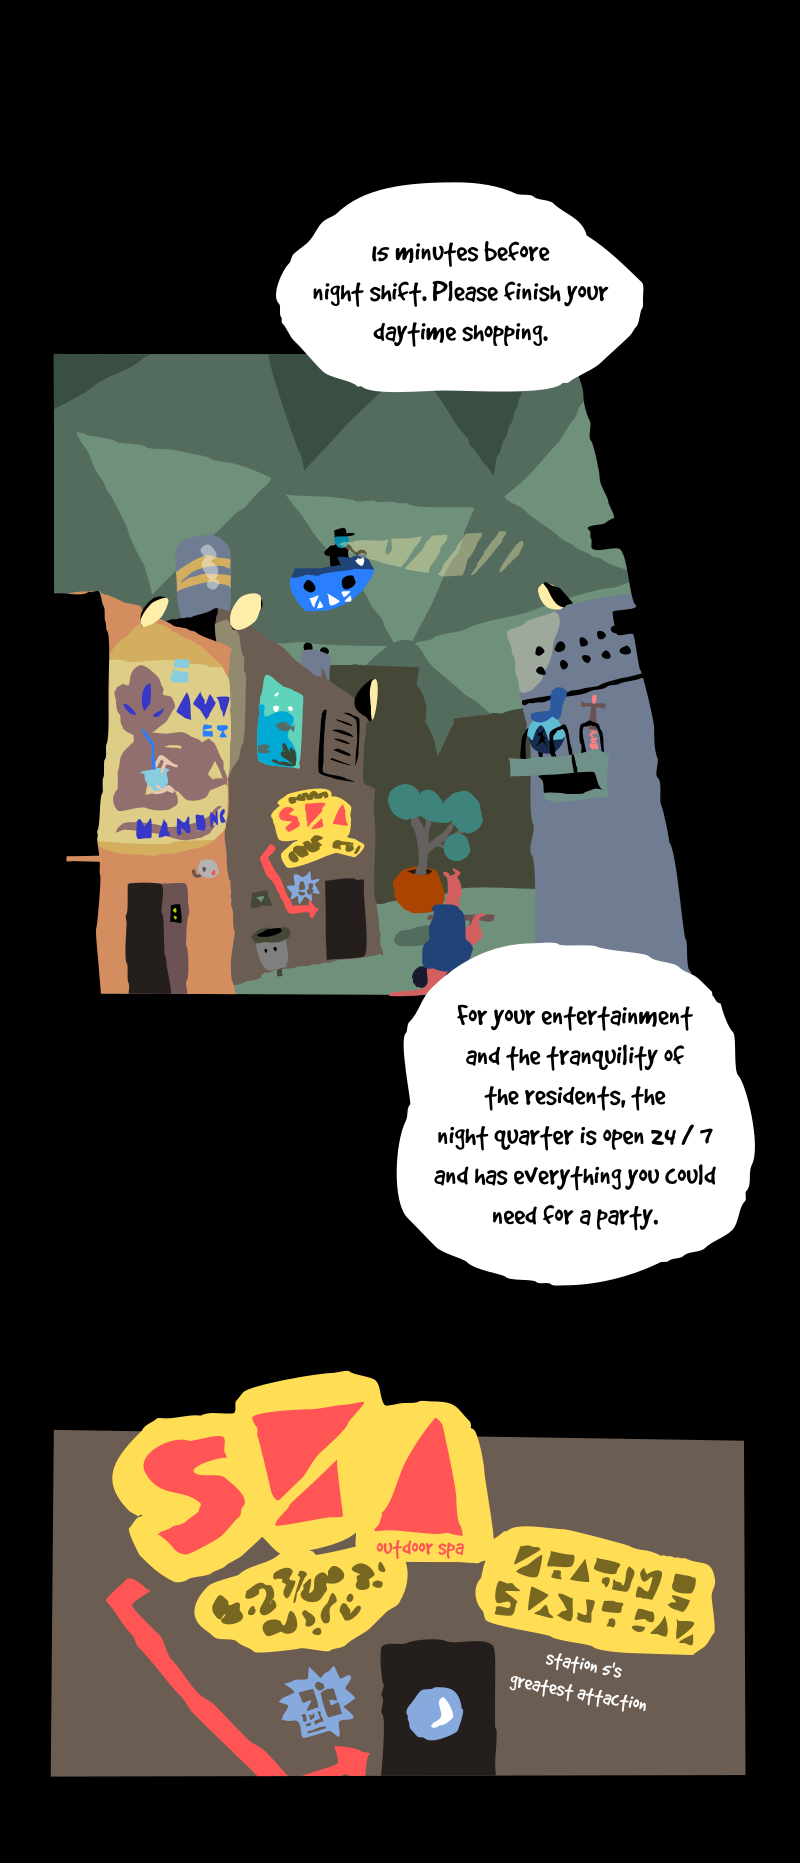 15 minutes before
night shift. Please finish your
daytime shopping.
For your entertainment
and the tranquility of
the residents, the
night quarter is open 24 / 7
and has everything you could
need for a party.
outdoor spa
station 5's
greatest attaction